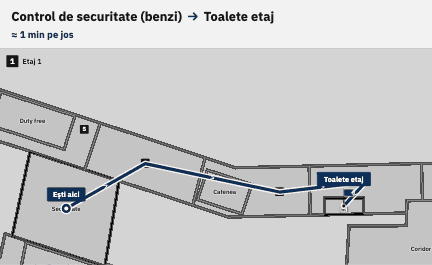 Control de securitate (benzi) → Toalete etaj
≈ 1 min pe jos
1 Etaj 1
Duty free
Cafenea
Toalete etaj
Ești aici
Coridor